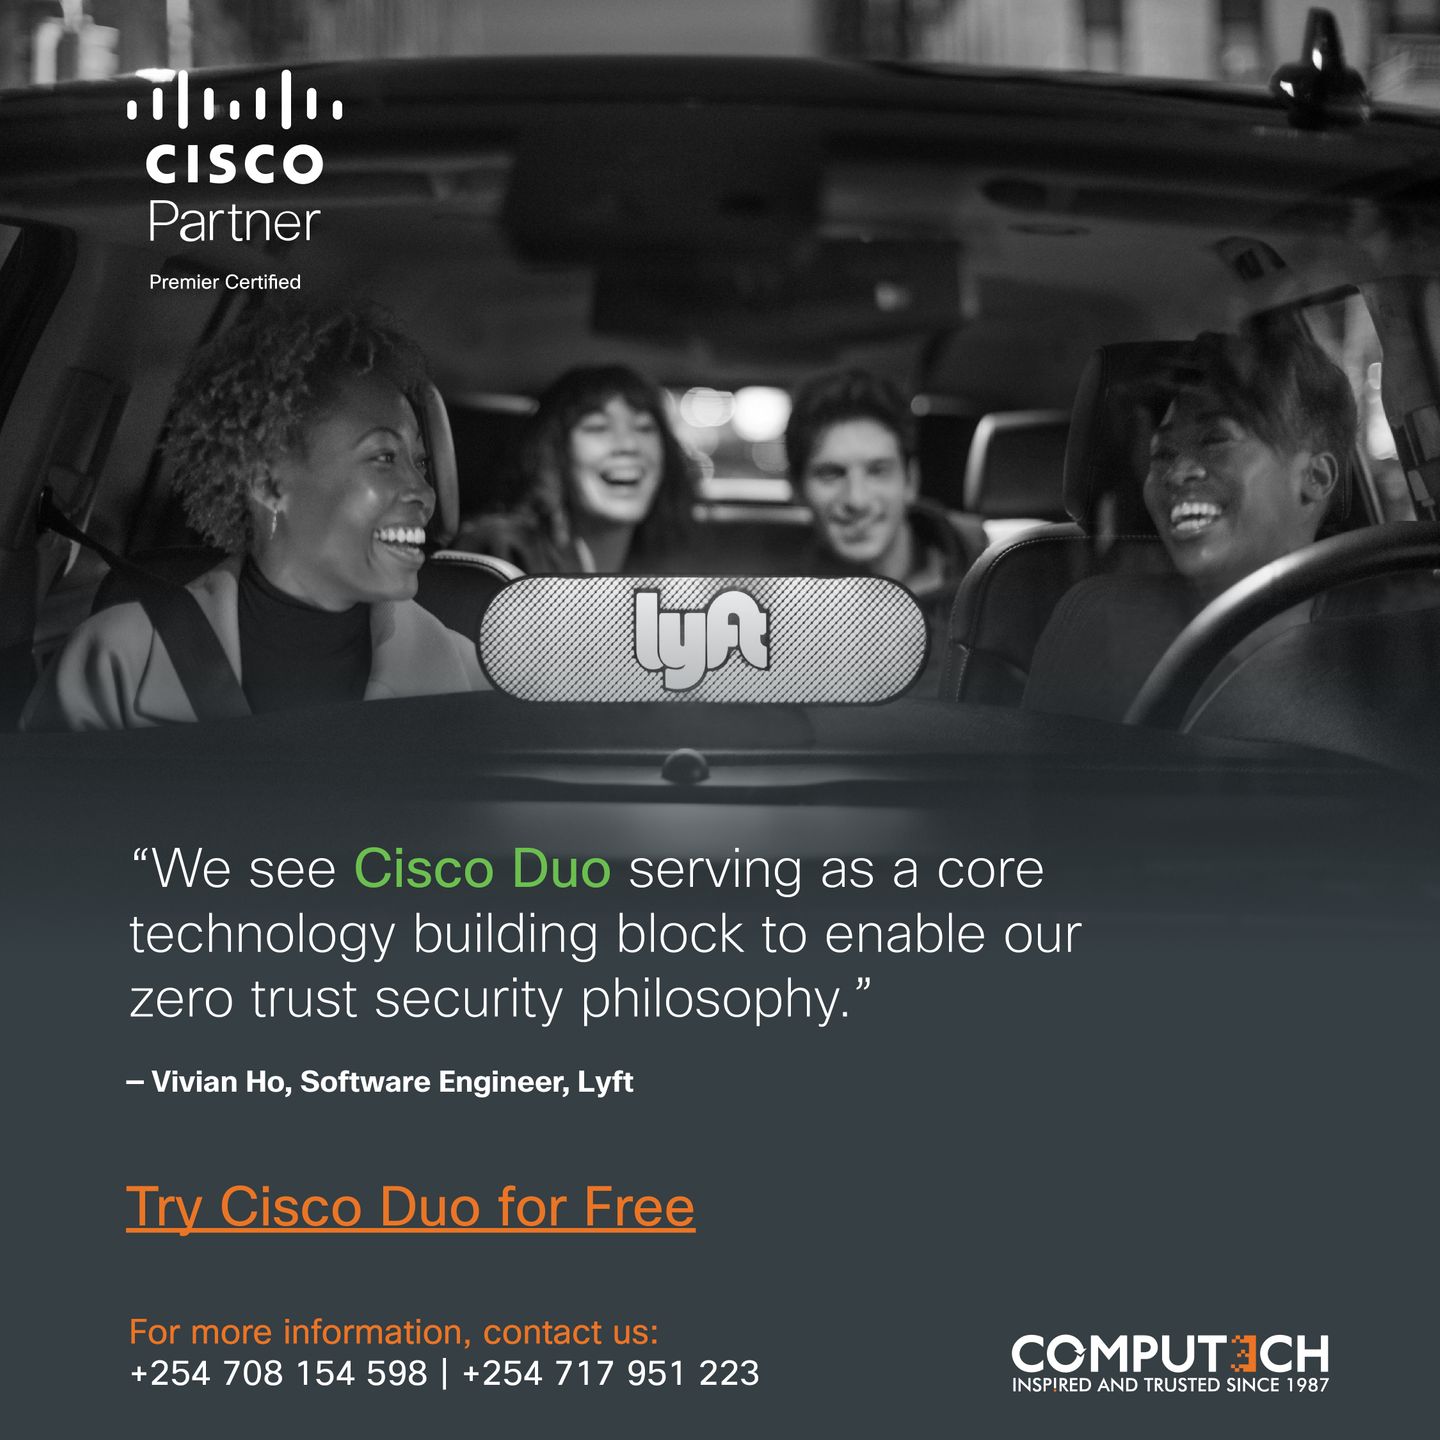 CISCO
Partner
Premier Certified
lyft
“We see Cisco Duo serving as a core
technology building block to enable our
zero trust security philosophy.”
– Vivian Ho, Software Engineer, Lyft
Try Cisco Duo for Free
For more information, contact us:
+254 708 154 598 | +254 717 951 223
COMPUTECH
INSPIRED AND TRUSTED SINCE 1987